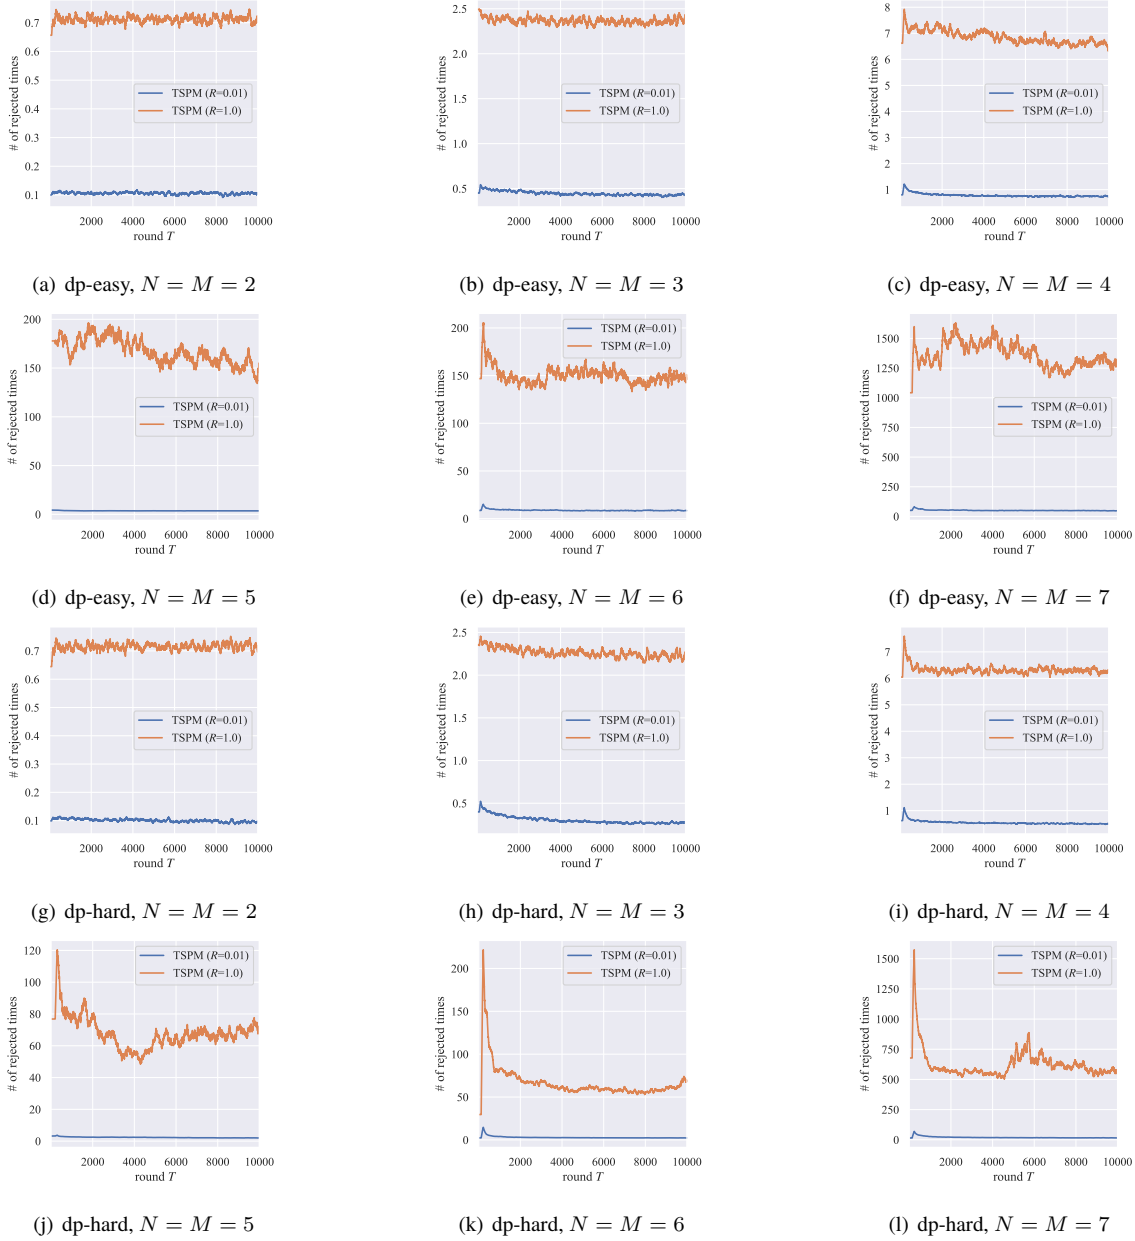 0.7
0.6
0.5
0.4
0.3
0.2
0.1
# of rejected times
TSPM (R=0.01)
TSPM (R=1.0)
2000 4000 6000 8000 10000
round T
(a) dp-easy, N = M = 2
2.5
2.0
1.5
1.0
0.5
# of rejected times
TSPM (R=0.01)
TSPM (R=1.0)
2000 4000 6000 8000 10000
round T
(b) dp-easy, N = M = 3
8
7
6
5
4
3
2
1
# of rejected times
TSPM (R=0.01)
TSPM (R=1.0)
2000 4000 6000 8000 10000
round T
(c) dp-easy, N = M = 4
200
150
100
50
0
# of rejected times
TSPM (R=0.01)
TSPM (R=1.0)
2000 4000 6000 8000 10000
round T
(d) dp-easy, N = M = 5
200
150
100
50
0
# of rejected times
TSPM (R=0.01)
TSPM (R=1.0)
2000 4000 6000 8000 10000
round T
(e) dp-easy, N = M = 6
1500
1250
1000
750
500
250
0
# of rejected times
TSPM (R=0.01)
TSPM (R=1.0)
2000 4000 6000 8000 10000
round T
(f) dp-easy, N = M = 7
0.7
0.6
0.5
0.4
0.3
0.2
0.1
# of rejected times
TSPM (R=0.01)
TSPM (R=1.0)
2000 4000 6000 8000 10000
round T
(g) dp-hard, N = M = 2
2.5
2.0
1.5
1.0
0.5
# of rejected times
TSPM (R=0.01)
TSPM (R=1.0)
2000 4000 6000 8000 10000
round T
(h) dp-hard, N = M = 3
7
6
5
4
3
2
1
# of rejected times
TSPM (R=0.01)
TSPM (R=1.0)
2000 4000 6000 8000 10000
round T
(i) dp-hard, N = M = 4
120
100
80
60
40
20
0
# of rejected times
TSPM (R=0.01)
TSPM (R=1.0)
2000 4000 6000 8000 10000
round T
(j) dp-hard, N = M = 5
200
150
100
50
0
# of rejected times
TSPM (R=0.01)
TSPM (R=1.0)
2000 4000 6000 8000 10000
round T
(k) dp-hard, N = M = 6
1500
1250
1000
750
500
250
0
# of rejected times
TSPM (R=0.01)
TSPM (R=1.0)
2000 4000 6000 8000 10000
round T
(l) dp-hard, N = M = 7